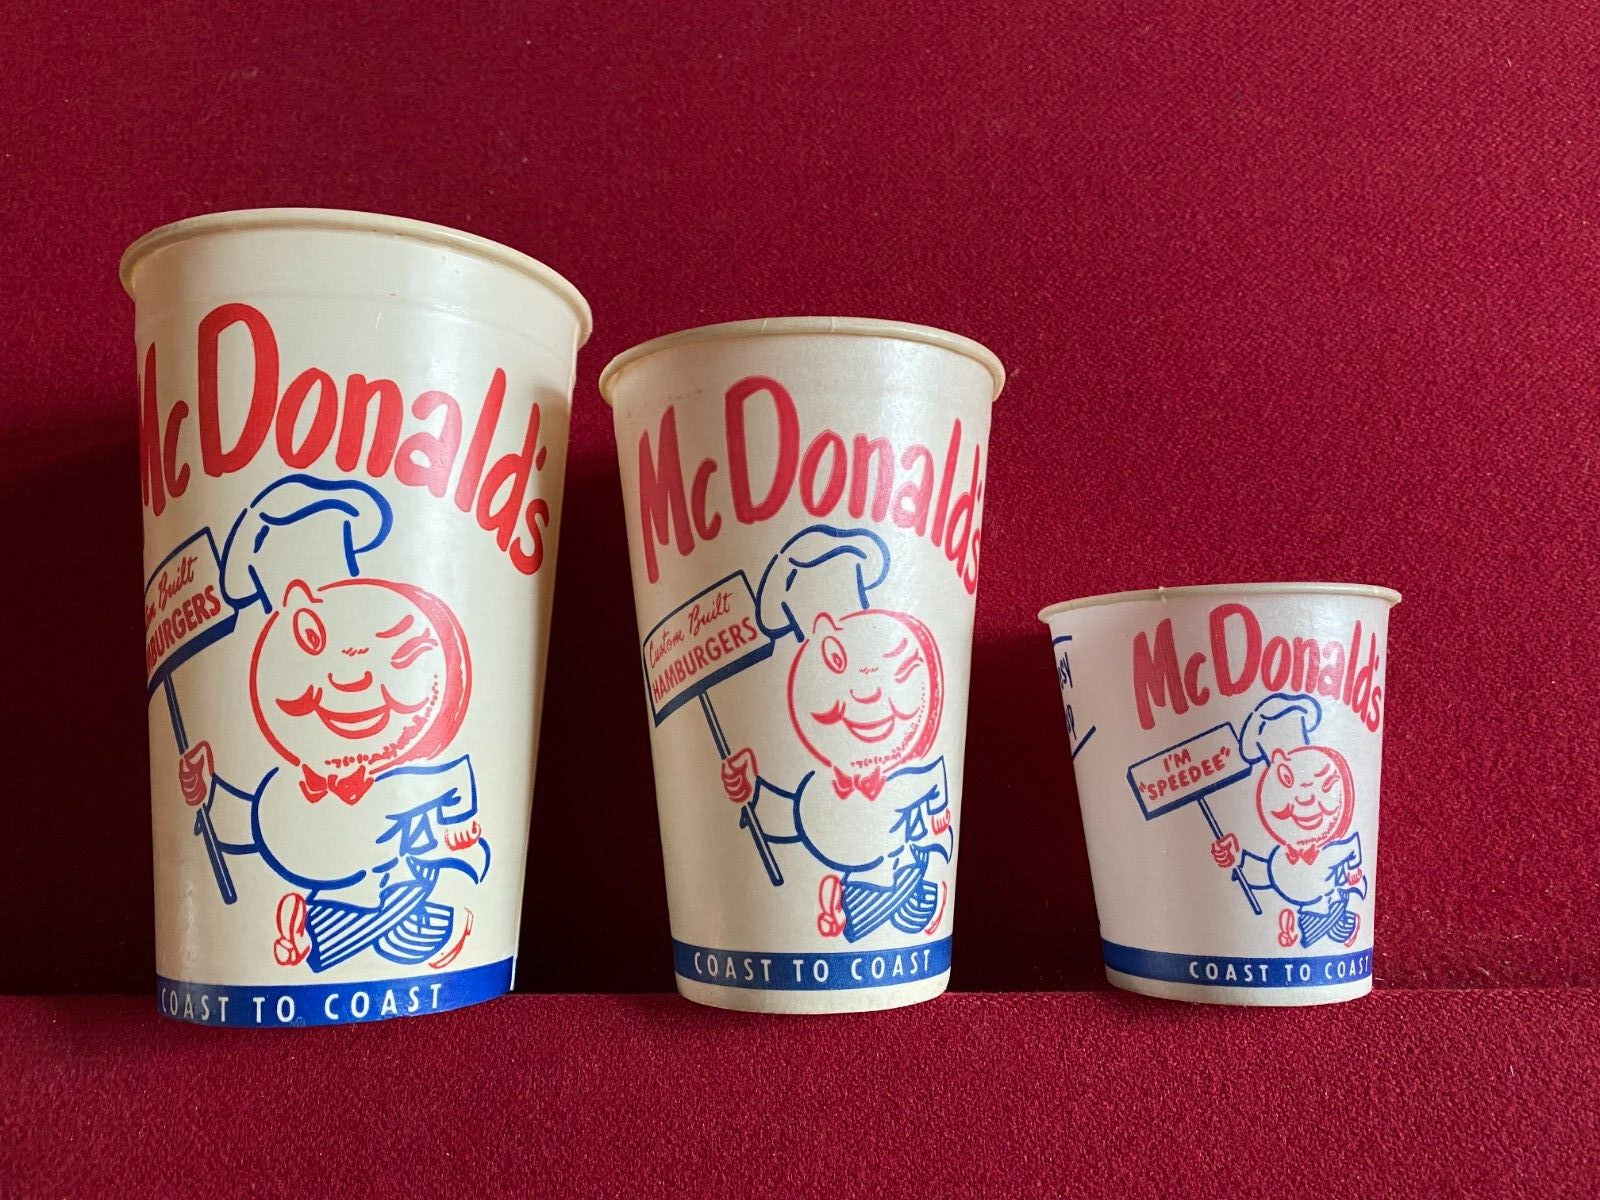 McDonald's
Built
HAMBURGERS
COAST TO COAST
McDonald's
Custom Built
HAMBURGERS
COAST TO COAST
McDonald's
I'M
"SPEEDEE"
COAST TO COAST